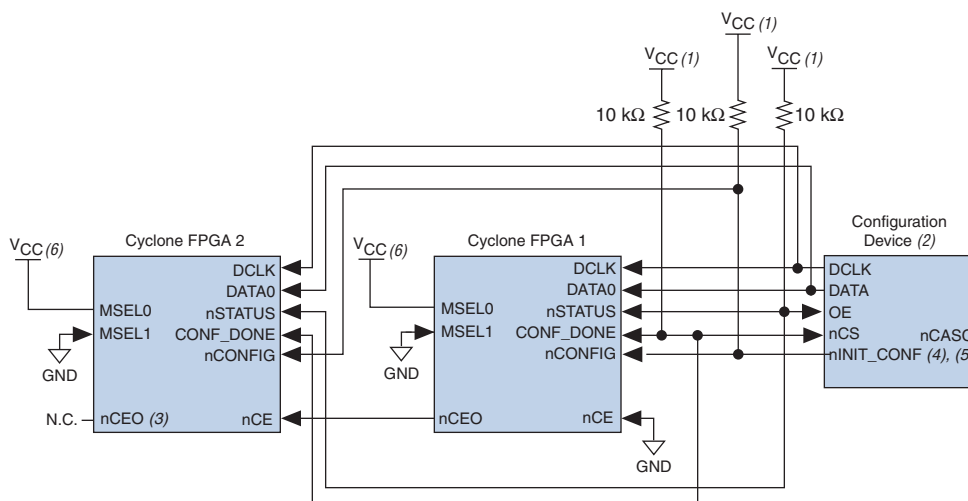 VCC (1)
VCC (1)
VCC (1)
10 kΩ
10 kΩ
10 kΩ
Configuration
Device (2)
Cyclone FPGA 2
Cyclone FPGA 1
VCC (6)
VCC (6)
DCLK
DATA0
nSTATUS
CONF_DONE
nCONFIG
MSEL0
MSEL1
GND
N.C.
nCEO (3)
nCE
DCLK
DATA0
nSTATUS
CONF_DONE
nCONFIG
MSEL0
MSEL1
GND
nCEO
nCE
GND
DCLK
DATA
OE
nCS
nCASC
nINIT_CONF (4), (5